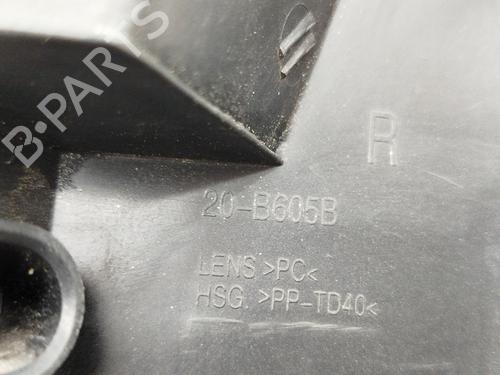 B·PARTS
R
20-B605B
LENS >PC<
HSG. >PP-TD40<